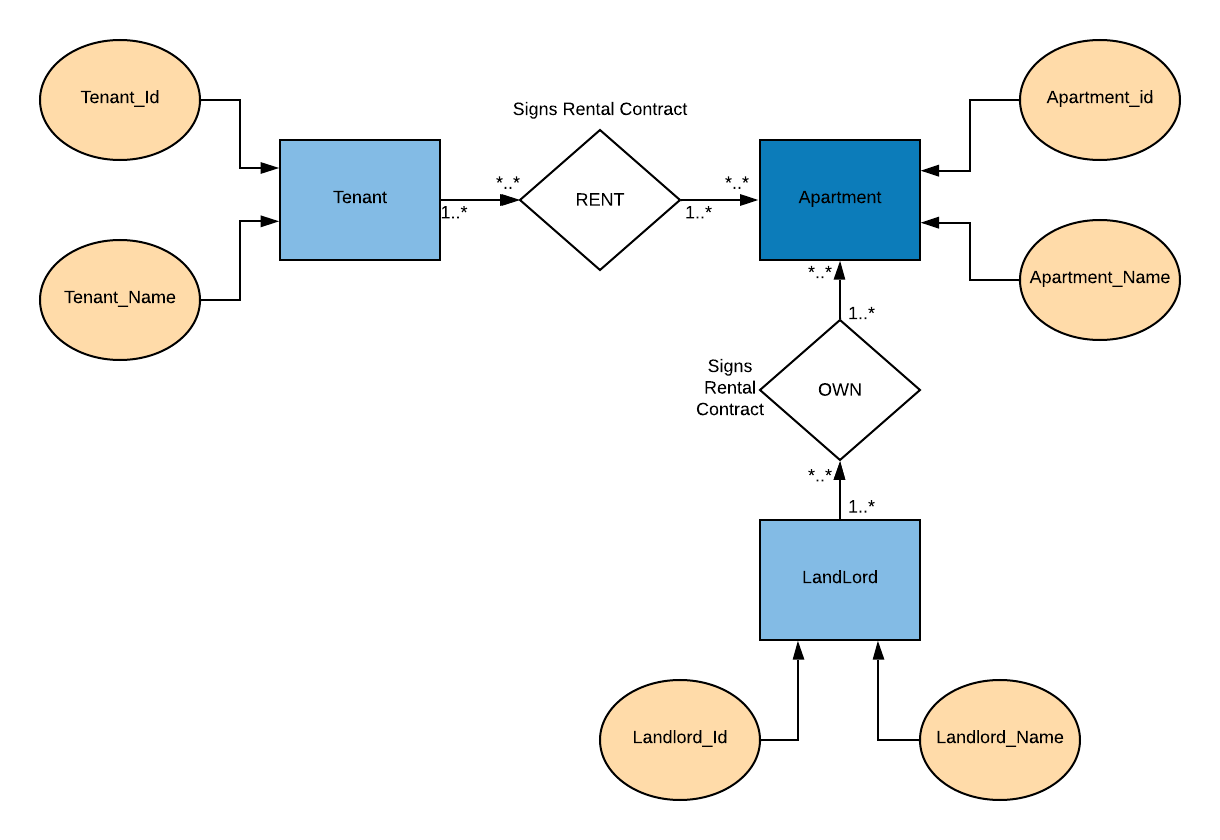 Tenant_Id
Apartment_id
Signs Rental Contract
*..*
*..*
Tenant
RENT
Apartment
1..*
1..*
*..*
Tenant_Name
Apartment_Name
1..*
Signs
Rental
Contract
OWN
*..*
1..*
LandLord
Landlord_Id
Landlord_Name